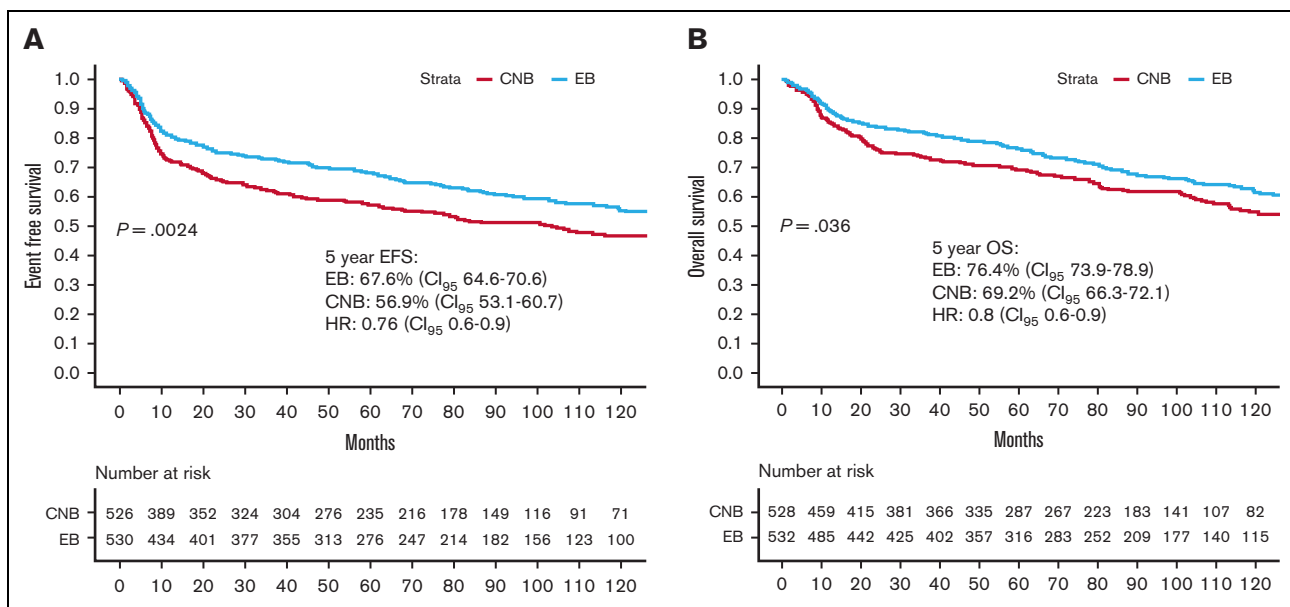 A
Strata CNB EB
Event free survival
1.0
0.9
0.8
0.7
0.6
0.5
0.4
0.3
0.2
0.1
0.0
P = .0024
5 year EFS:
EB: 67.6% (CI95 64.6-70.6)
CNB: 56.9% (CI95 53.1-60.7)
HR: 0.76 (CI95 0.6-0.9)
0 10 20 30 40 50 60 70 80 90 100 110 120
Months
Number at risk
CNB 526 389 352 324 304 276 235 216 178 149 116 91 71
EB 530 434 401 377 355 313 276 247 214 182 156 123 100
0 10 20 30 40 50 60 70 80 90 100 110 120
B
Strata CNB EB
Overall survival
1.0
0.9
0.8
0.7
0.6
0.5
0.4
0.3
0.2
0.1
0.0
P = .036
5 year OS:
EB: 76.4% (CI95 73.9-78.9)
CNB: 69.2% (CI95 66.3-72.1)
HR: 0.8 (CI95 0.6-0.9)
0 10 20 30 40 50 60 70 80 90 100 110 120
Months
Number at risk
CNB 528 459 415 381 366 335 287 267 223 183 141 107 82
EB 532 485 442 425 402 357 316 283 252 209 177 140 115
0 10 20 30 40 50 60 70 80 90 100 110 120